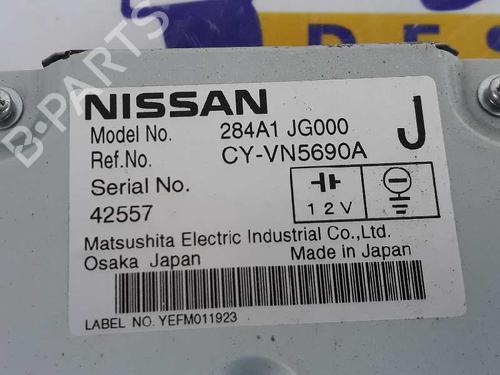 NISSAN
Model No. 284A1 JG000 J
Ref.No. CY-VN5690A
Serial No.
42557
12V
Matsushita Electric Industrial Co.,Ltd.
Osaka Japan Made in Japan
LABEL NO. YEFM011923
B-PARTS